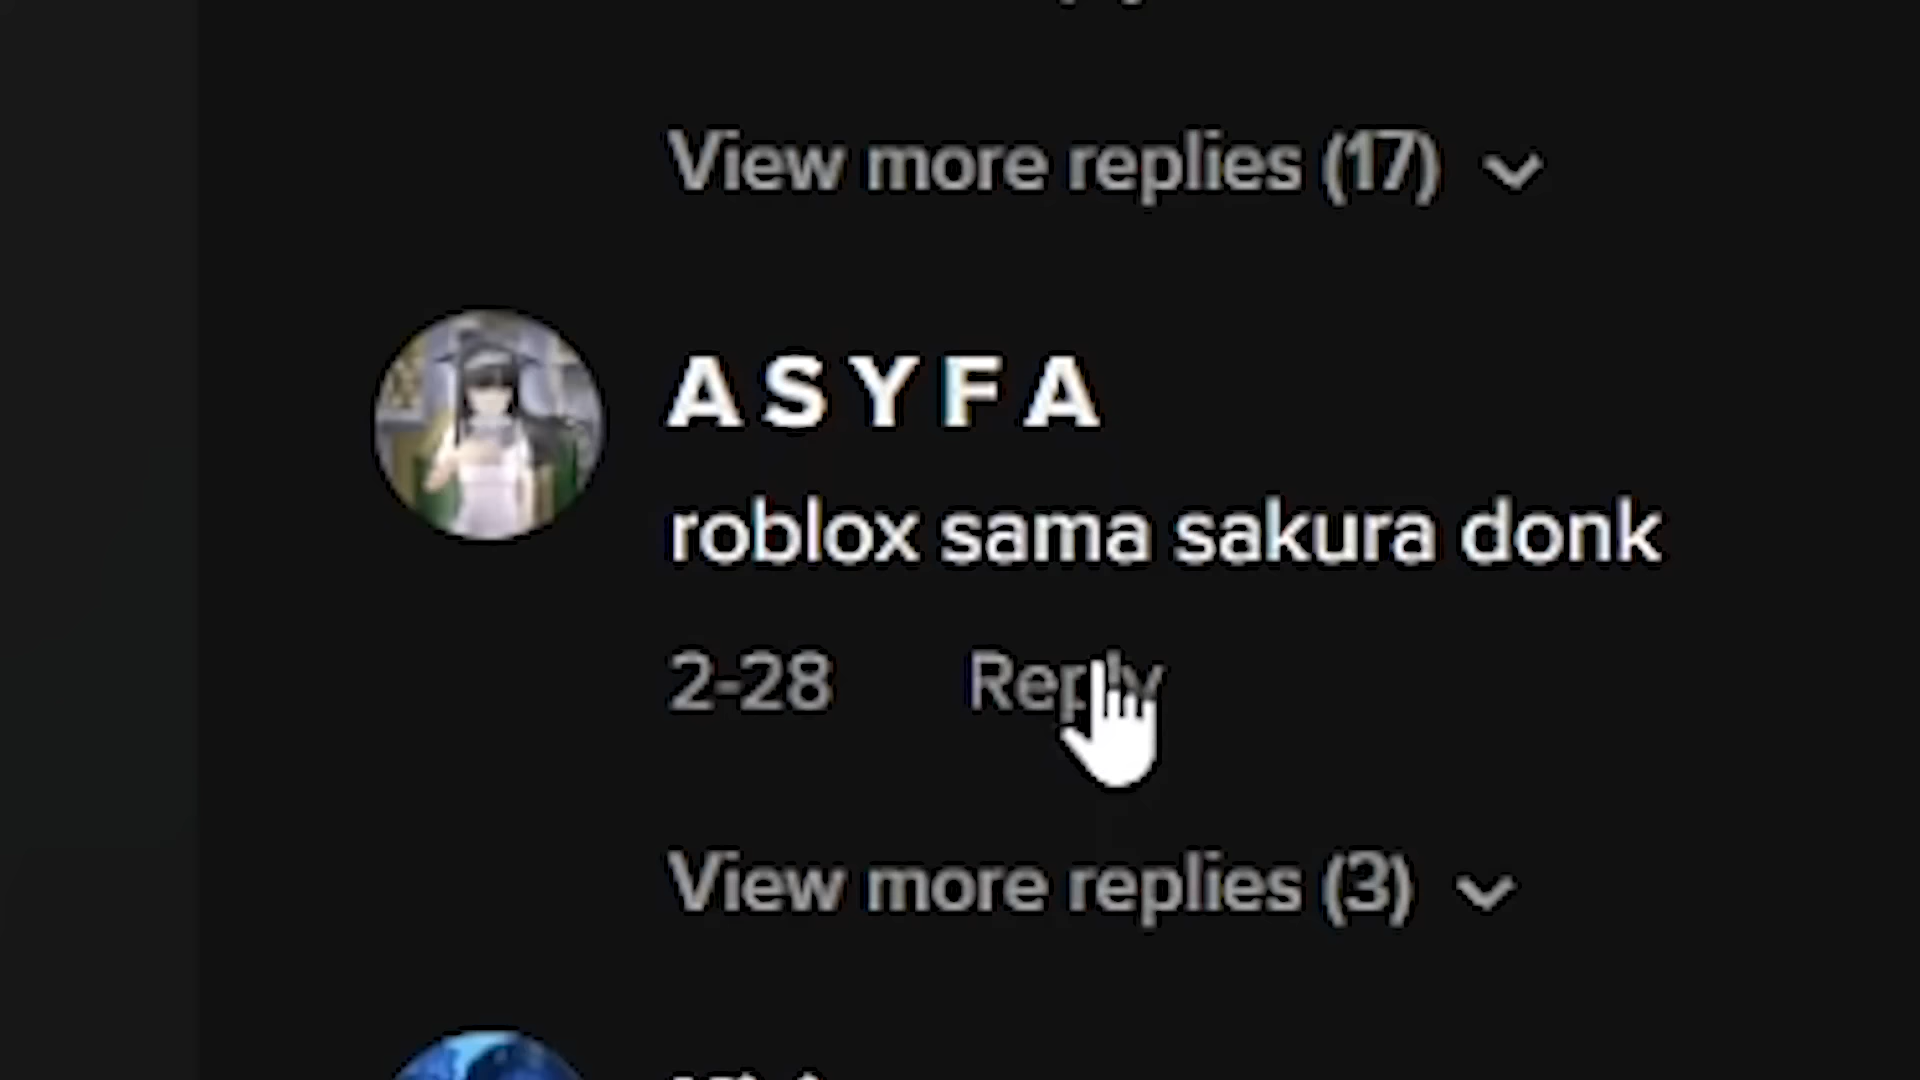 View more replies (17)
A S Y F A
roblox sama sakura donk
2-28 Reply
View more replies (3)